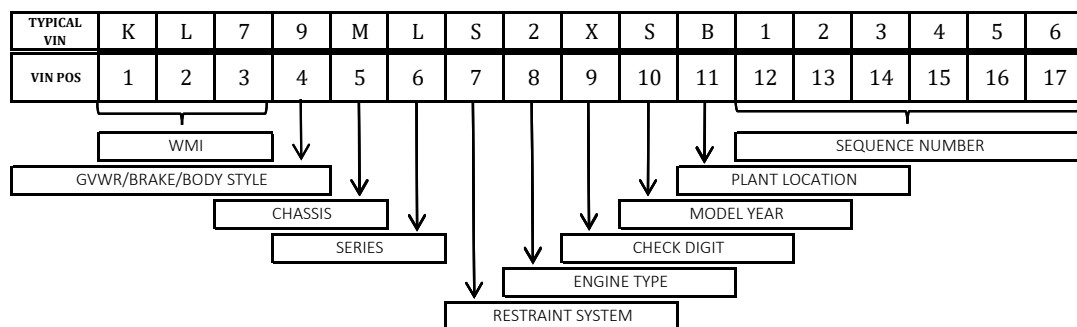 TYPICAL VIN K L 7 9 M L S 2 X S B 1 2 3 4 5 6
VIN POS 1 2 3 4 5 6 7 8 9 10 11 12 13 14 15 16 17
WMI SEQUENCE NUMBER
GVWR/BRAKE/BODY STYLE PLANT LOCATION
CHASSIS MODEL YEAR
SERIES CHECK DIGIT
ENGINE TYPE
RESTRAINT SYSTEM